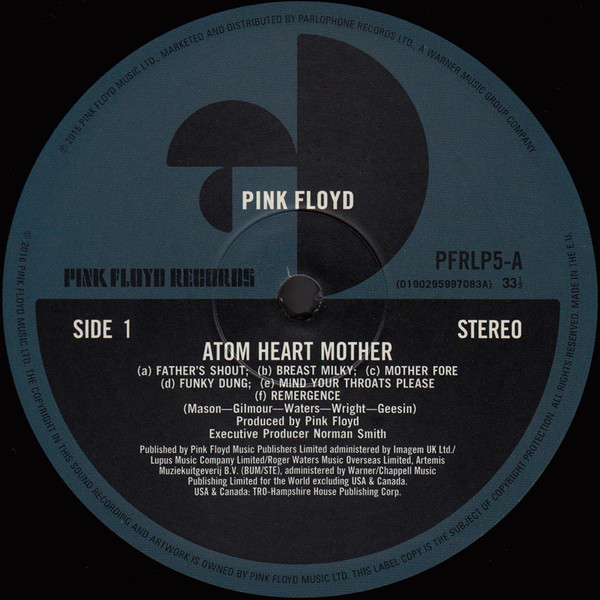 ℗ 2016 PINK FLOYD MUSIC LTD., MARKETED AND DISTRIBUTED BY PARLOPHONE RECORDS LTD., A WARNER MUSIC GROUP COMPANY
PINK FLOYD
PINK FLOYD RECORDS
PFRLP5-A
(0190295997083A) 33⅓
SIDE 1
STEREO
ATOM HEART MOTHER
(a) FATHER'S SHOUT; (b) BREAST MILKY; (c) MOTHER FORE
(d) FUNKY DUNG; (e) MIND YOUR THROATS PLEASE
(f) REMERGENCE
(Mason—Gilmour—Waters—Wright—Geesin)
Produced by Pink Floyd
Executive Producer Norman Smith
Published by Pink Floyd Music Publishers Limited administered by Imagem UK Ltd./
Lupus Music Company Limited/Roger Waters Music Overseas Limited, Artemis
Muziekuitgeverij B.V. (BUM/STE), administered by Warner/Chappell Music
Publishing Limited for the World excluding USA & Canada.
USA & Canada: TRO-Hampshire House Publishing Corp.
© 2016 PINK FLOYD MUSIC LTD. THE COPYRIGHT IN THIS SOUND RECORDING AND ARTWORK IS OWNED BY PINK FLOYD MUSIC LTD. THIS LABEL COPY IS THE SUBJECT OF COPYRIGHT PROTECTION. ALL RIGHTS RESERVED. MADE IN THE E.U.